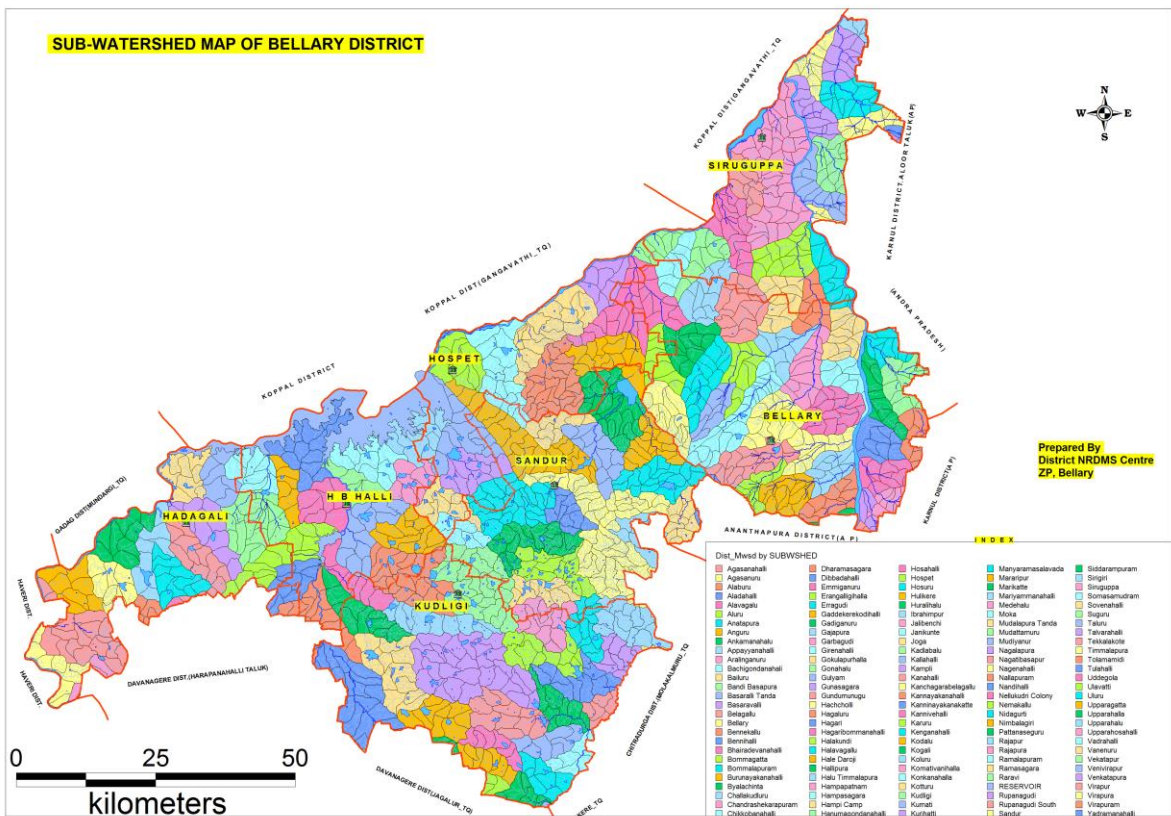 SUB-WATERSHED MAP OF BELLARY DISTRICT
N
W E
S
KOPPAL DIST(GANGAVATHI_TQ
SIRUGUPPA
KARNUL DISTRICT,ALOOR TALUK(AP)
KOPPAL DIST(GANGAVATHI_TQ)
(ANDRA PRADESH)
HOSPET
KOPPAL DISTRICT
BELLARY
SANDUR
Prepared By
District NRDMS Centre
ZP, Bellary
H B HALLI
GADAG DIST(MUNDARGI_TQ)
HADAGALI
KARNUL DISTRICT(A P)
ANANTHAPURA DISTRICT(A P)
HAVERI DIST.
KUDLIGI
HAVERI DIST.
DAVANAGERE DIST.(HARAPANAHALLI TALUK)
CHITRADURGA DIST.(MOLAKALMURU_TQ
DAVANAGERE DIST(JAGALUR_TQ)
KERE_TQ
0 25 50
kilometers
INDEX
Dist_Mwsd by SUBWSHED
Agasanahalli
Agasanuru
Alaburu
Aladahalli
Alavagalu
Aluru
Anatapura
Anguru
Ankamanahalu
Appayyanahalli
Aralinganuru
Bachigondanahali
Bailuru
Bandi Basapura
Basaralli Tanda
Basaravalli
Belagallu
Bellary
Bennekallu
Bennihalli
Bhairadevanahalli
Bommagatta
Bommalapuram
Burunayakanahalli
Byalachinta
Challakudluru
Chandrashekarapuram
Chikkobanahalli
Dharamasagara
Dibbadahalli
Emmiganuru
Erangalligihalla
Erragudi
Gaddekerekodihalli
Gadiganuru
Gajapura
Garbagudi
Girenahalli
Gokulapurhalla
Gonahalu
Gulyam
Gunasagara
Gundumunugu
Hachcholli
Hagaluru
Hagari
Hagaribommanahalli
Halakundi
Halavagallu
Hale Daroji
Hallipura
Halu Timmalapura
Hampapatnam
Hampasagara
Hampi Camp
Hanumagondanahalli
Hosahalli
Hospet
Hosuru
Hulikere
Huralihalu
Ibrahimpur
Jalibenchi
Janikunte
Joga
Kadlabalu
Kallahalli
Kampli
Kanahalli
Kanchagarabelagallu
Kannayakanahalli
Kanninayakanakatte
Kannivehalli
Karuru
Kenganahalli
Kodalu
Kogali
Koluru
Komativanihalla
Konkanahalla
Kotturu
Kudligi
Kumati
Kurihatti
Manyaramasalavada
Mararipur
Marikatte
Mariyammanahalli
Medehalu
Moka
Mudalapura Tanda
Mudattamuru
Mudiyanur
Nagalapura
Nagatibasapur
Nagenahalli
Nallapuram
Nandihalli
Nellukudri Colony
Nemakallu
Nidagurti
Nimbalagiri
Pattanaseguru
Rajapur
Rajapura
Ramalapuram
Ramasagara
Raravi
RESERVOIR
Rupanagudi
Rupanagudi South
Sandur
Siddarampuram
Sirigiri
Siruguppa
Somasamudram
Sovenahalli
Suguru
Taluru
Talvarahalli
Tekkalakote
Timmalapura
Tolamamidi
Tulahalli
Uddegola
Ulavatti
Uluru
Upparagatta
Upparahalla
Upparahalu
Upparahosahalli
Vadrahalli
Vanenuru
Vekatapur
Venivirapur
Venkatapura
Virapur
Virapura
Virapuram
Yadramanahalli